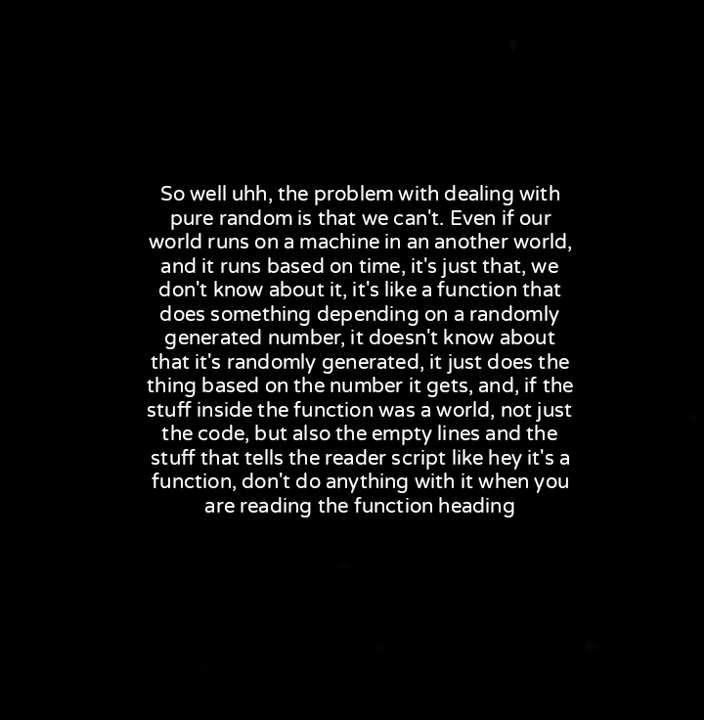 So well uhh, the problem with dealing with
pure random is that we can't. Even if our
world runs on a machine in an another world,
and it runs based on time, it's just that, we
don't know about it, it's like a function that
does something depending on a randomly
generated number, it doesn't know about
that it's randomly generated, it just does the
thing based on the number it gets, and, if the
stuff inside the function was a world, not just
the code, but also the empty lines and the
stuff that tells the reader script like hey it's a
function, don't do anything with it when you
are reading the function heading